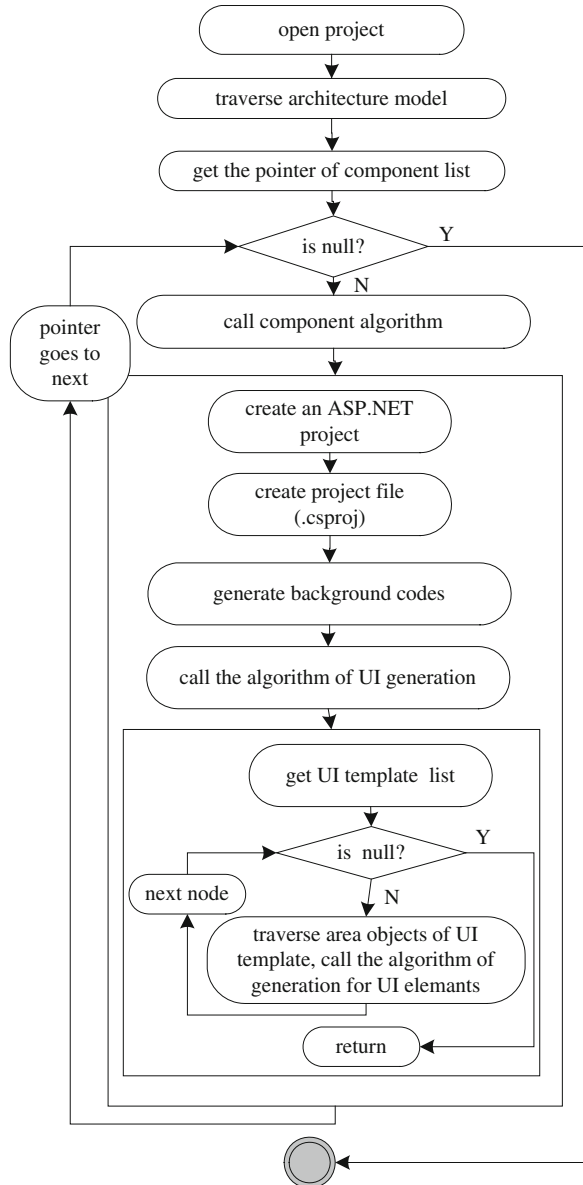 open project
traverse architecture model
get the pointer of component list
is null?
Y
N
pointer
goes to
next
call component algorithm
create an ASP.NET
project
create project file
(.csproj)
generate background codes
call the algorithm of UI generation
get UI template list
is null?
Y
next node
N
traverse area objects of UI
template, call the algorithm of
generation for UI elemants
return